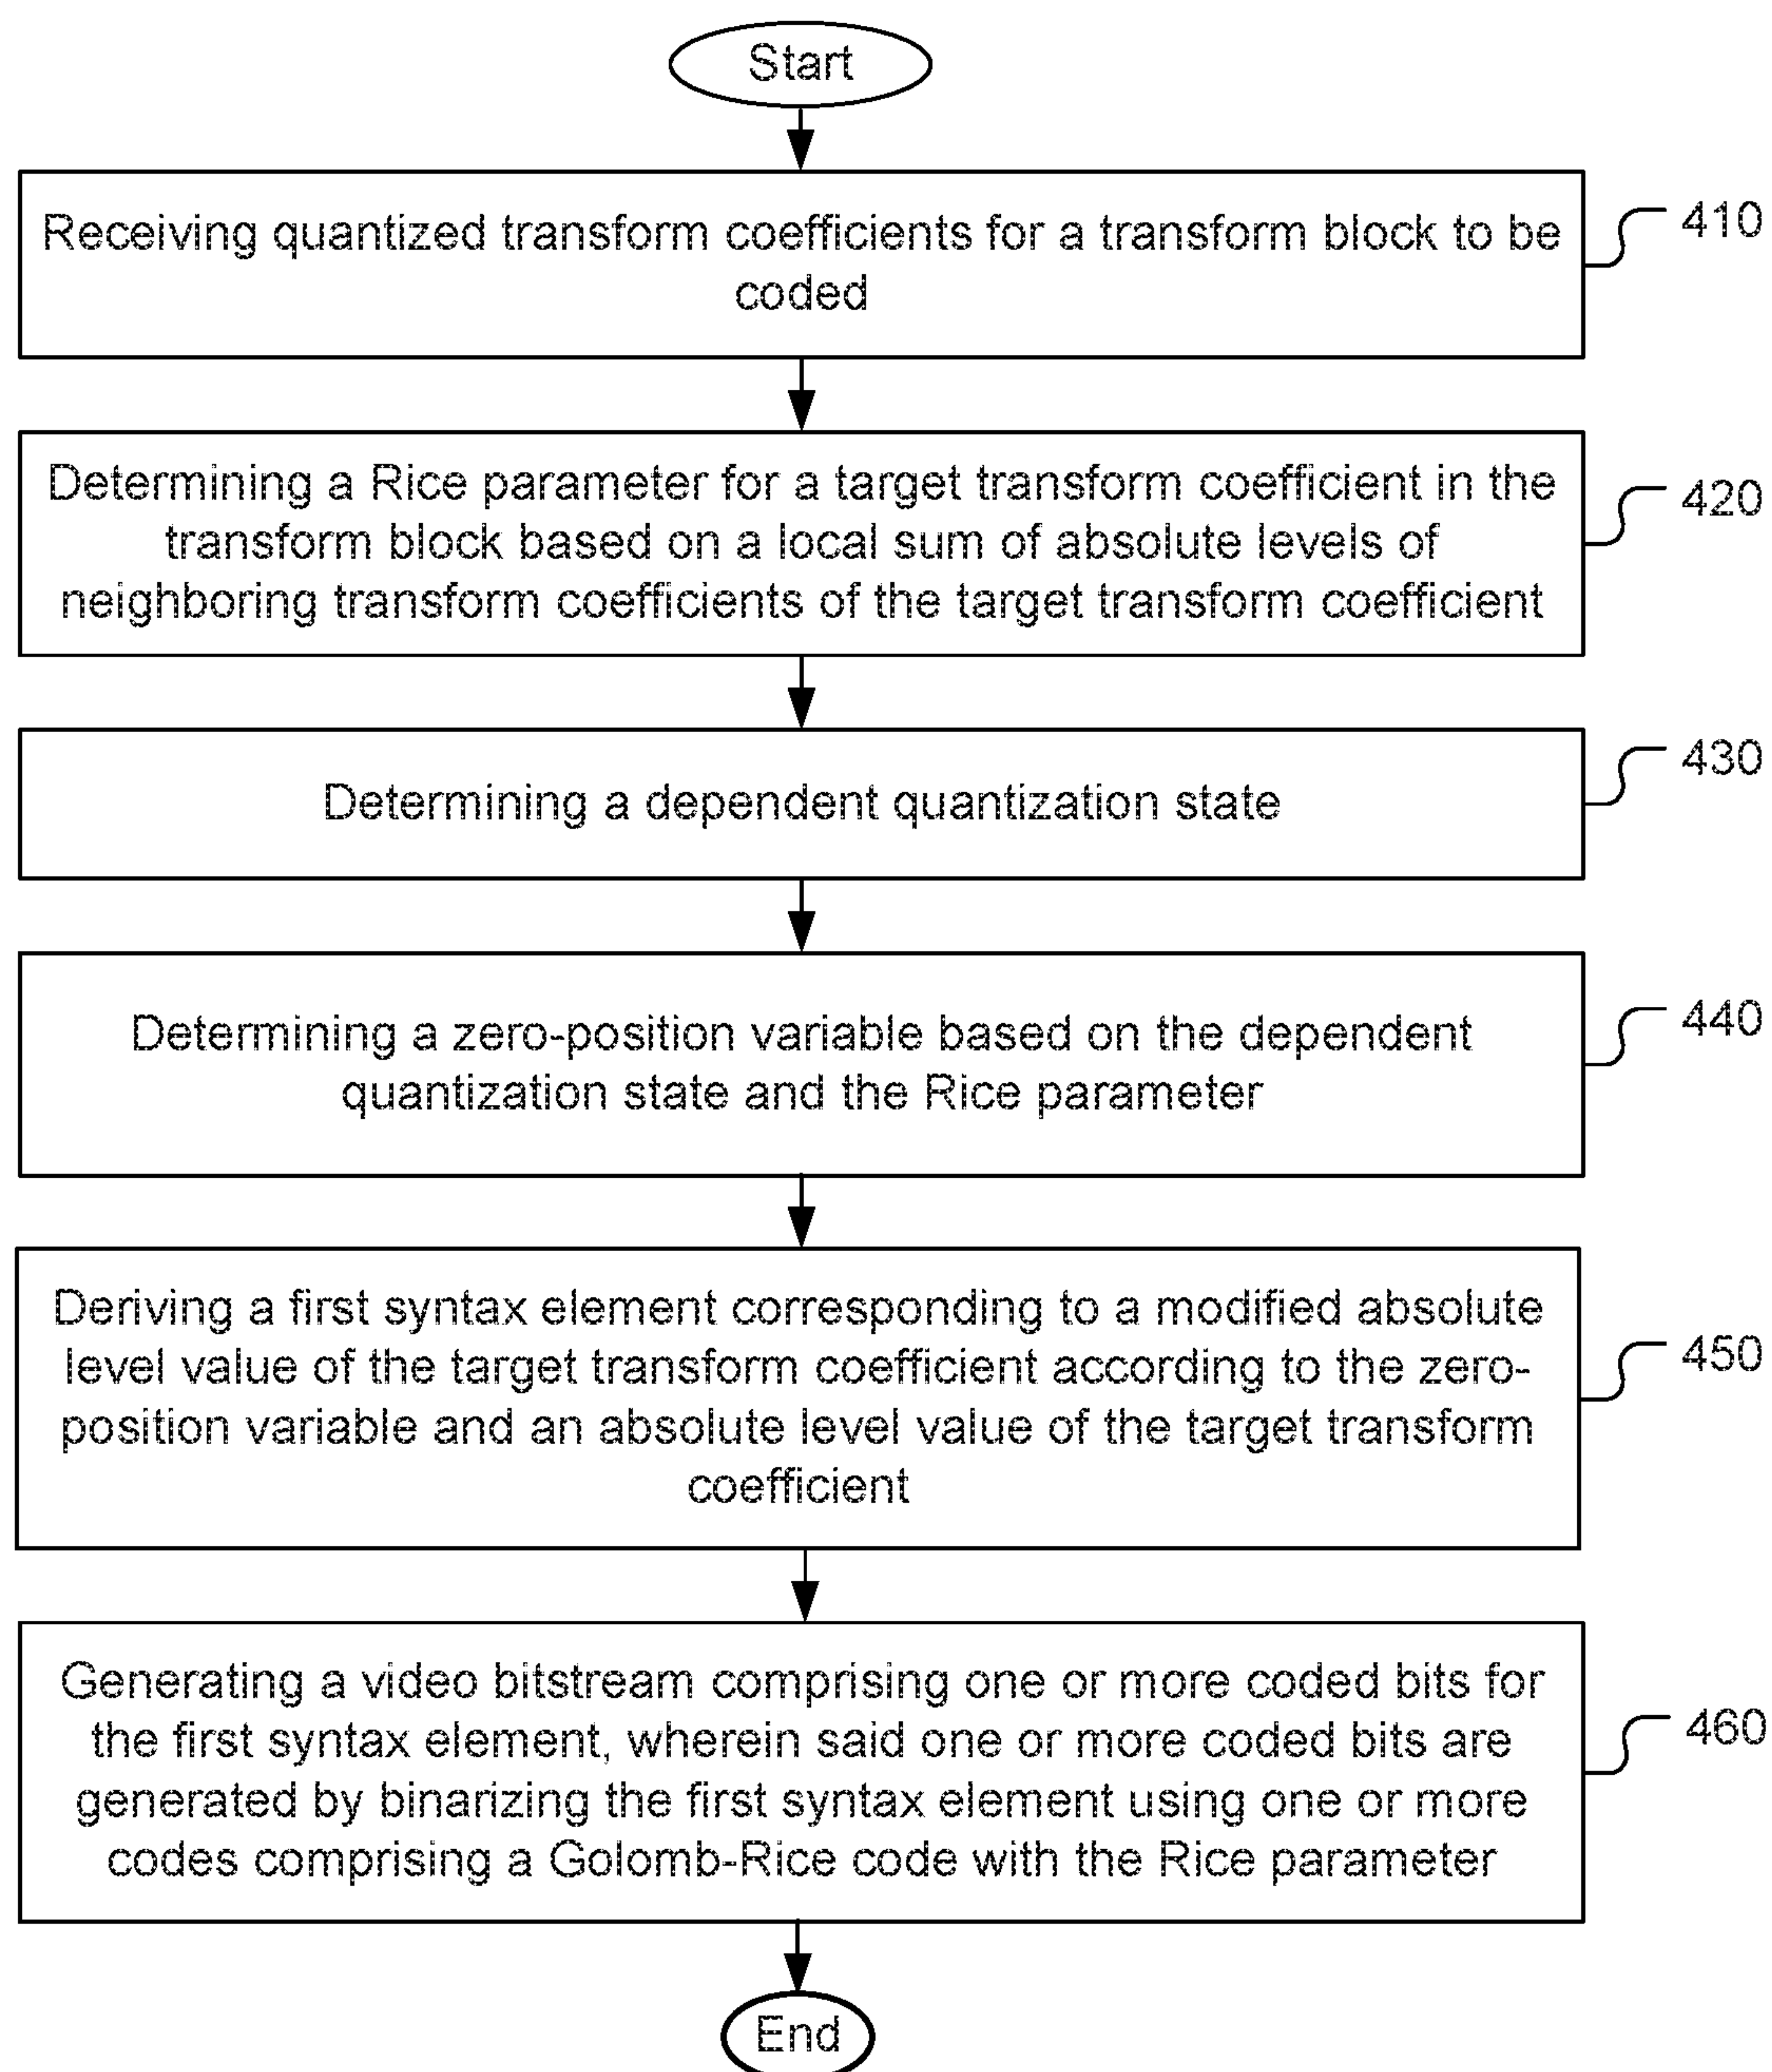 Start
Receiving quantized transform coefficients for a transform block to be
coded
410
Determining a Rice parameter for a target transform coefficient in the
transform block based on a local sum of absolute levels of
neighboring transform coefficients of the target transform coefficient
420
Determining a dependent quantization state
430
Determining a zero-position variable based on the dependent
quantization state and the Rice parameter
440
Deriving a first syntax element corresponding to a modified absolute
level value of the target transform coefficient according to the zero-
position variable and an absolute level value of the target transform
coefficient
450
Generating a video bitstream comprising one or more coded bits for
the first syntax element, wherein said one or more coded bits are
generated by binarizing the first syntax element using one or more
codes comprising a Golomb-Rice code with the Rice parameter
460
End